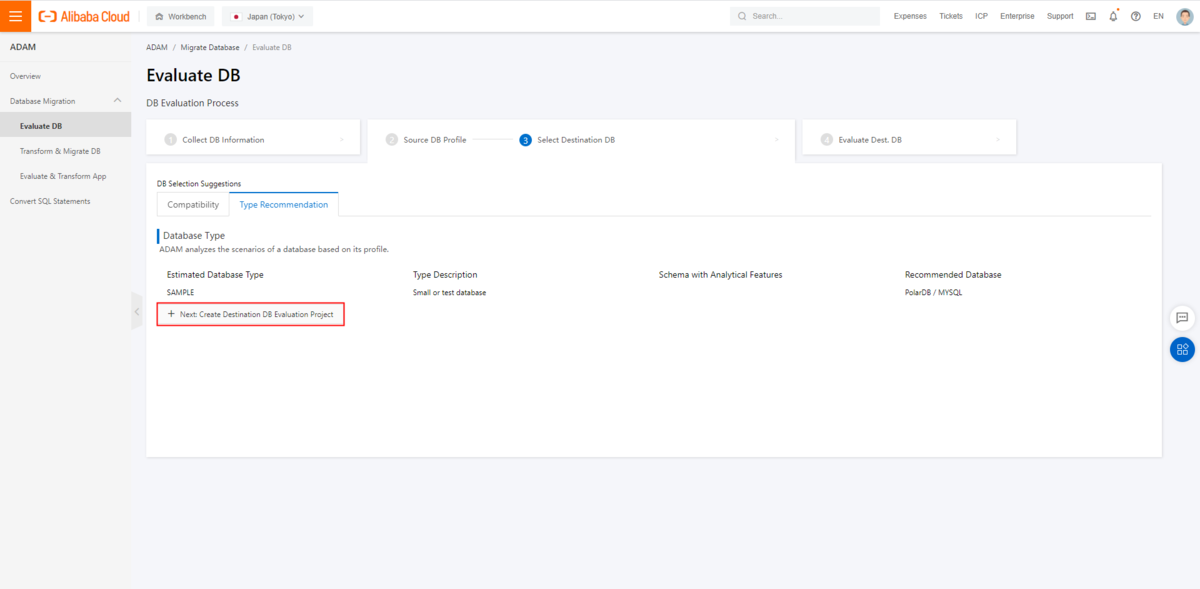 Alibaba Cloud
Workbench
Japan (Tokyo)
Search...
Expenses
Tickets
ICP
Enterprise
Support
EN
ADAM
Overview
Database Migration
Evaluate DB
Transform & Migrate DB
Evaluate & Transform App
Convert SQL Statements
ADAM / Migrate Database / Evaluate DB
Evaluate DB
DB Evaluation Process
1 Collect DB Information
2 Source DB Profile
3 Select Destination DB
4 Evaluate Dest. DB
DB Selection Suggestions
Compatibility
Type Recommendation
Database Type
ADAM analyzes the scenarios of a database based on its profile.
Estimated Database Type
Type Description
Schema with Analytical Features
Recommended Database
SAMPLE
Small or test database
PolarDB / MYSQL
+ Next: Create Destination DB Evaluation Project